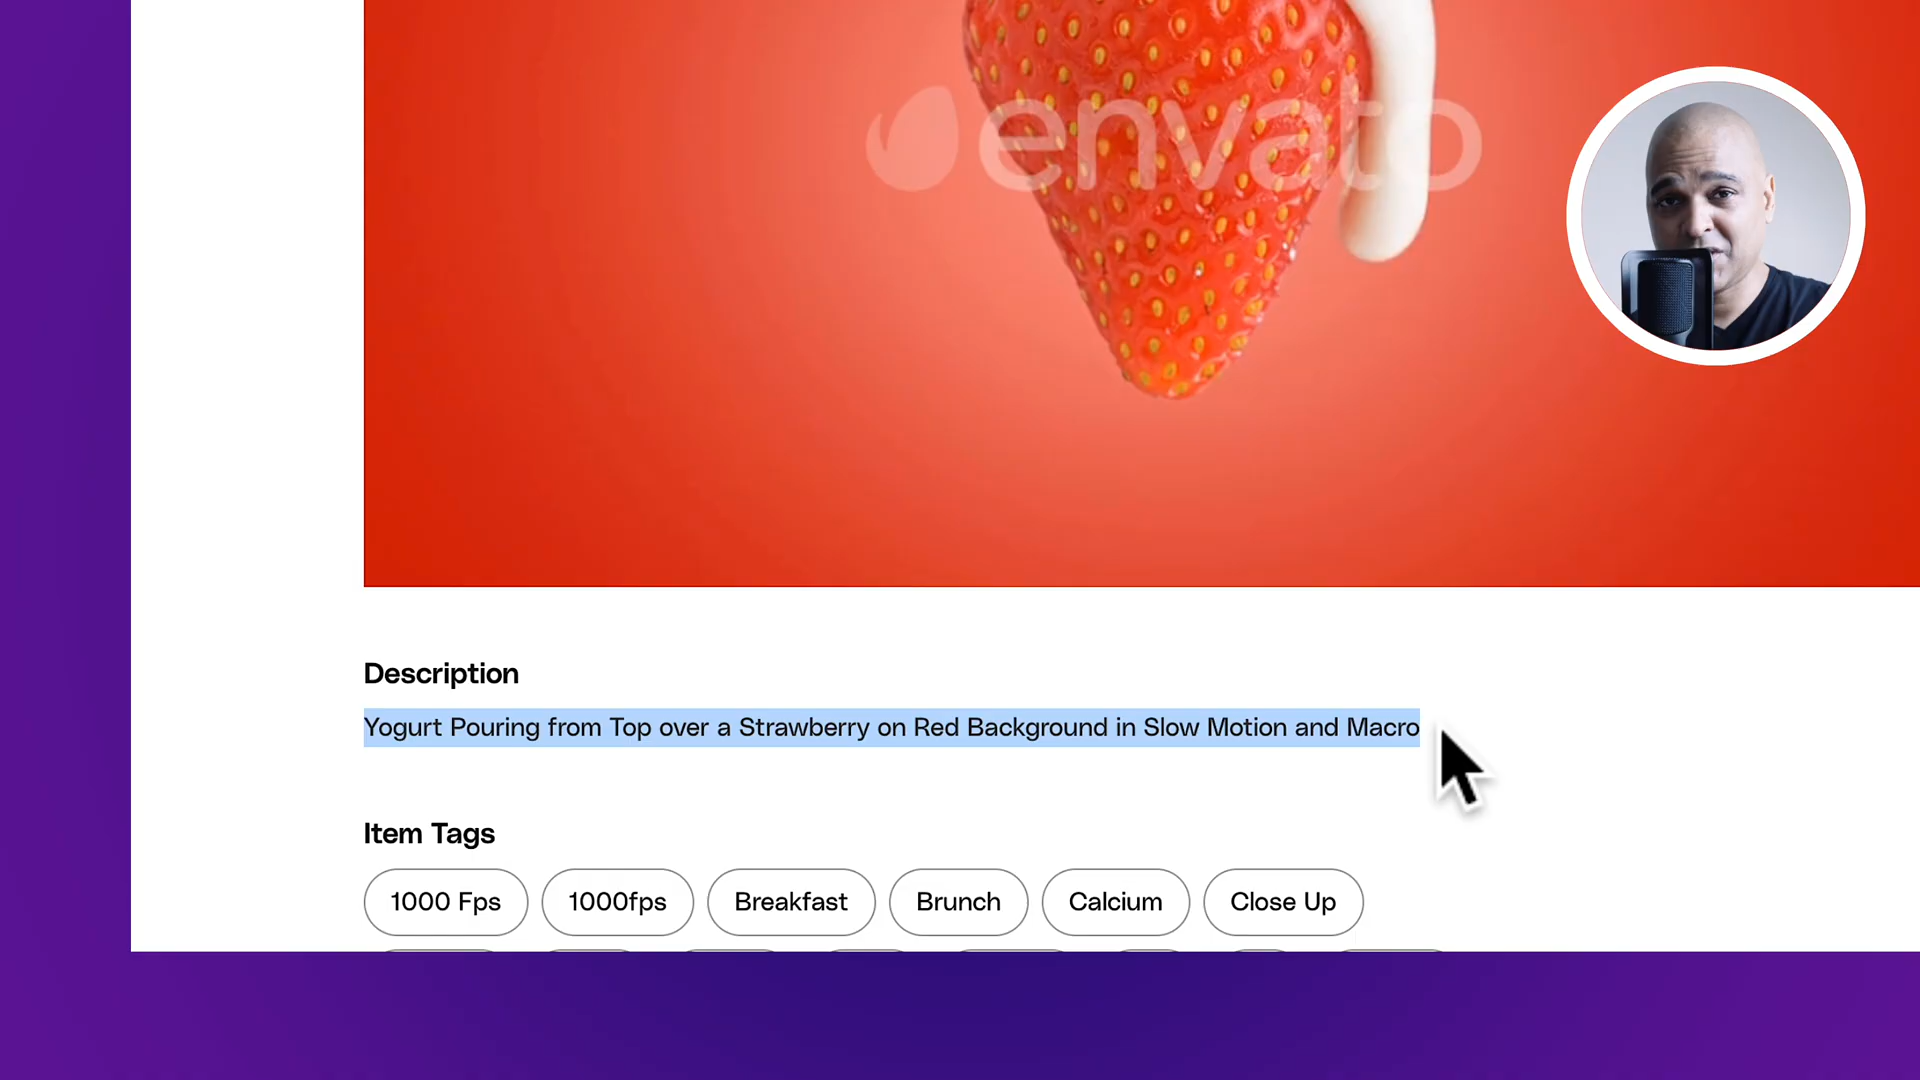 envato
Description
Yogurt Pouring from Top over a Strawberry on Red Background in Slow Motion and Macro
Item Tags
1000 Fps 1000fps Breakfast Brunch Calcium Close Up